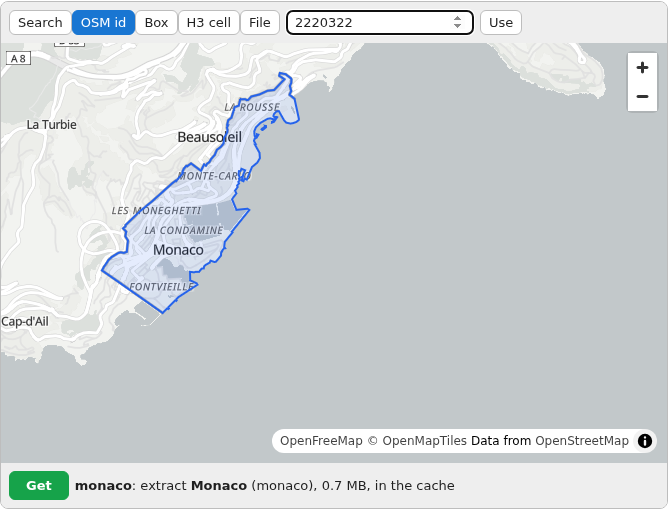 Search OSM id Box H3 cell File 2220322 Use
A 8
La Turbie
LA ROUSSE
Beausoleil
MONTE-CARLO
LES MONEGHETTI
LA CONDAMINE
Monaco
FONTVIEILLE
Cap-d'Ail
+
−
OpenFreeMap © OpenMapTiles Data from OpenStreetMap
Get monaco: extract Monaco (monaco), 0.7 MB, in the cache